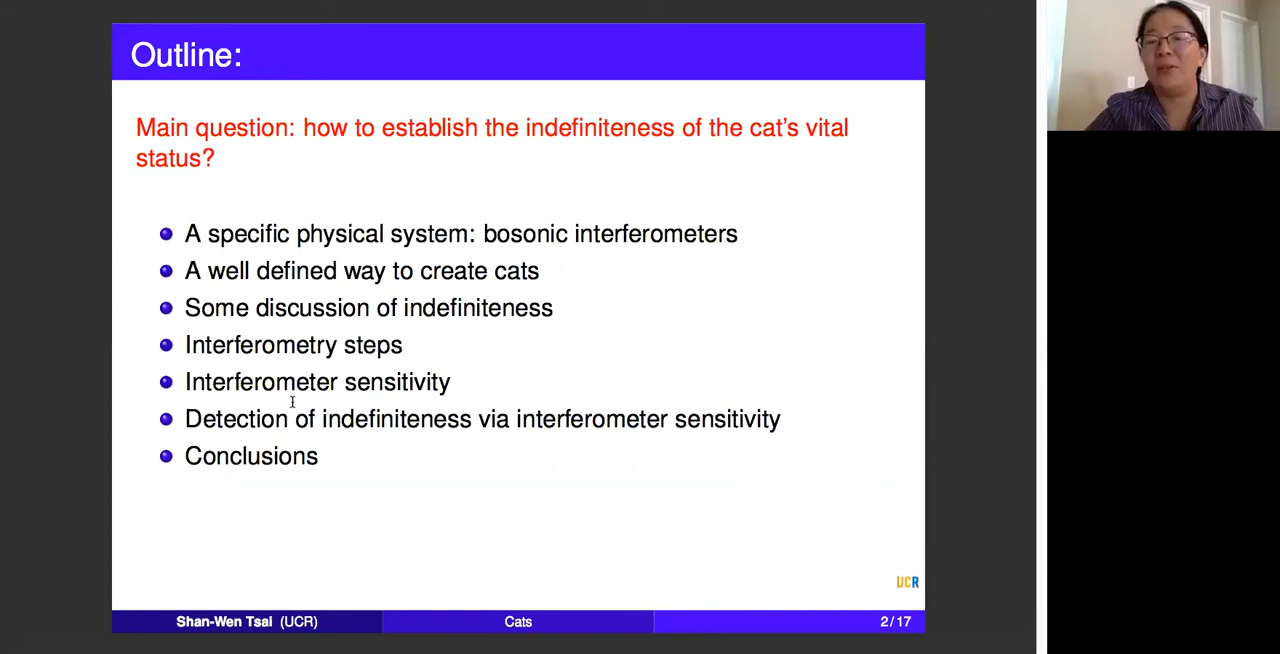 Outline:
Main question: how to establish the indefiniteness of the cat's vital
status?
A specific physical system: bosonic interferometers
A well defined way to create cats
Some discussion of indefiniteness
Interferometry steps
Interferometer sensitivity
Detection of indefiniteness via interferometer sensitivity
Conclusions
UCR
Shan-Wen Tsai (UCR) Cats 2/17